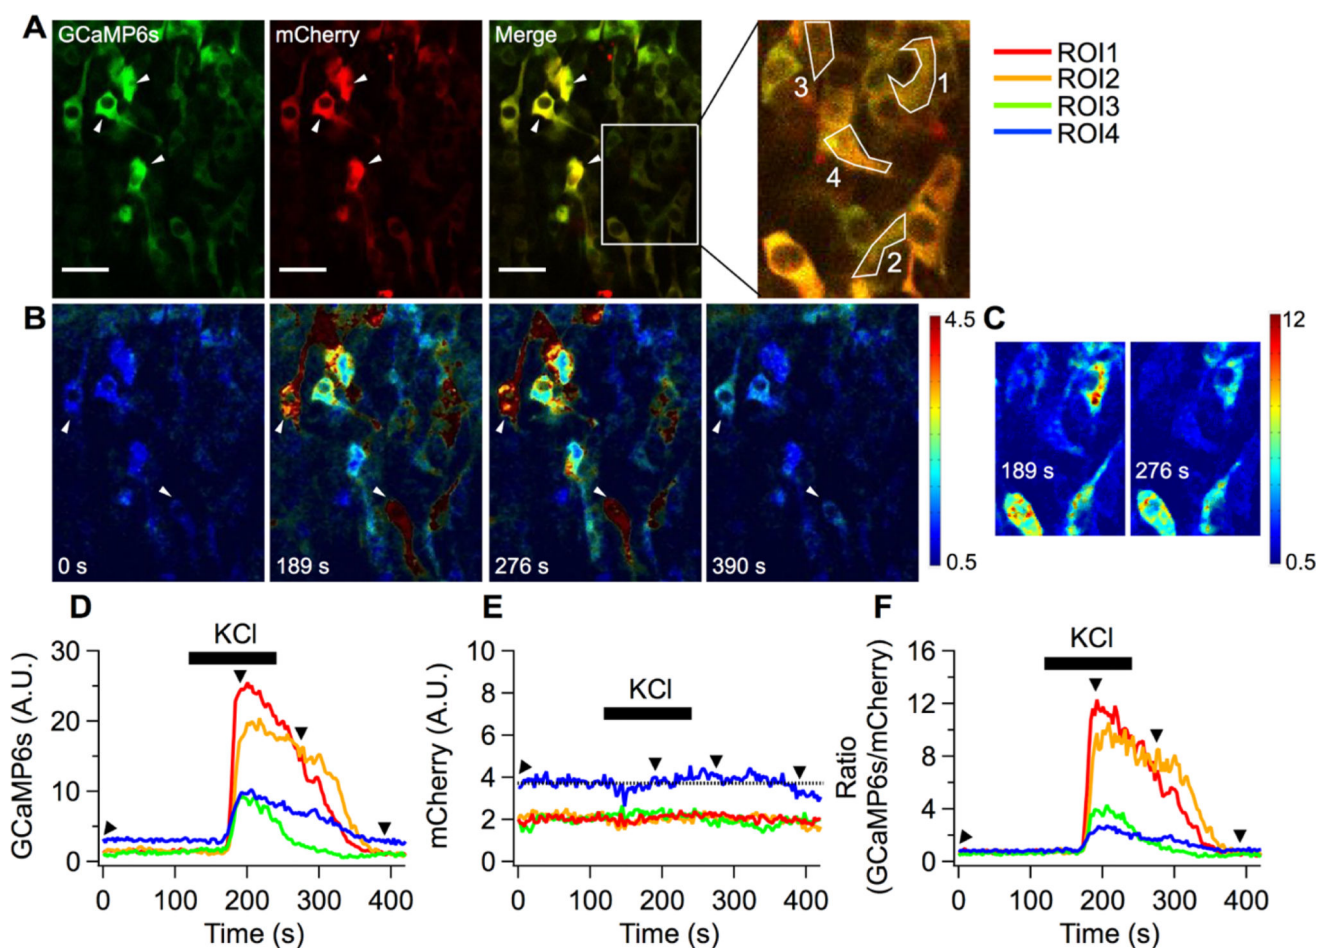 A
GCaMP6s
mCherry
Merge
3
1
4
2
ROI1
ROI2
ROI3
ROI4
B
0 s
189 s
276 s
390 s
4.5
0.5
C
189 s
276 s
12
0.5
D
KCl
GCaMP6s (A.U.)
30
25
20
15
10
5
0
0
100
200
300
400
Time (s)
E
KCl
mCherry (A.U.)
10
8
6
4
2
0
0
100
200
300
400
Time (s)
F
KCl
Ratio
(GCaMP6s/mCherry)
16
12
8
4
0
0
100
200
300
400
Time (s)